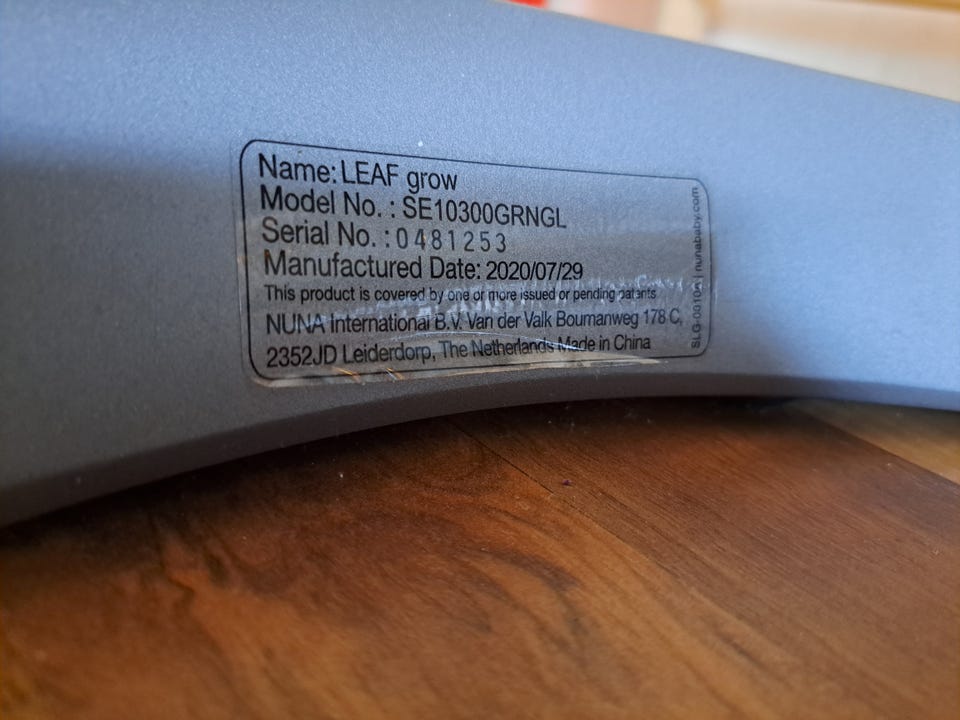 Name: LEAF grow
Model No. : SE10300GRNGL
Serial No. : 0481253
Manufactured Date: 2020/07/29
This product is covered by one or more issued or pending patents
NUNA International B.V. Van der Valk Boumanweg 178 C,
2352JD Leiderdorp, The Netherlands Made in China
SLG-0010A | nunababy.com